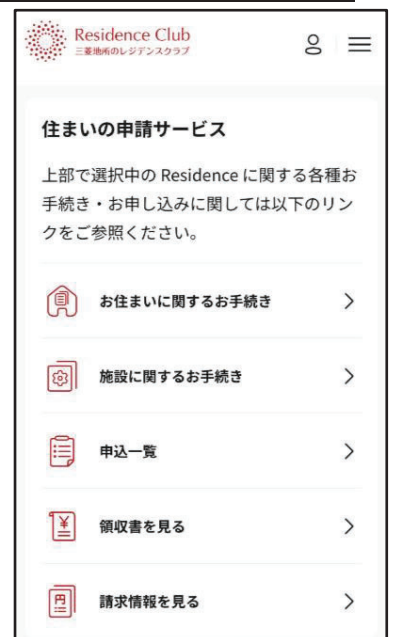 Residence Club
三菱地所のレジデンスクラブ
住まいの申請サービス
上部で選択中の Residence に関する各種お
手続き・お申し込みに関しては以下のリン
クをご参照ください。
お住まいに関するお手続き
施設に関するお手続き
申込一覧
¥
領収書を見る
円
請求情報を見る